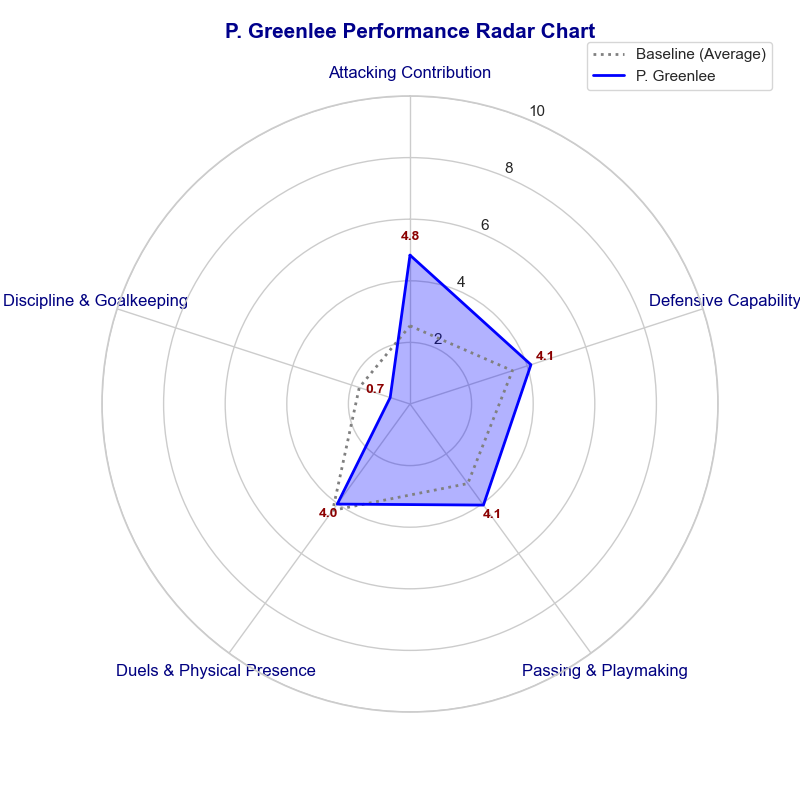 P. Greenlee Performance Radar Chart
Baseline (Average)
P. Greenlee
Attacking Contribution
10
8
6
4.8
4
Discipline & Goalkeeping
Defensive Capability
2
4.1
0.7
4.0
4.1
Duels & Physical Presence
Passing & Playmaking